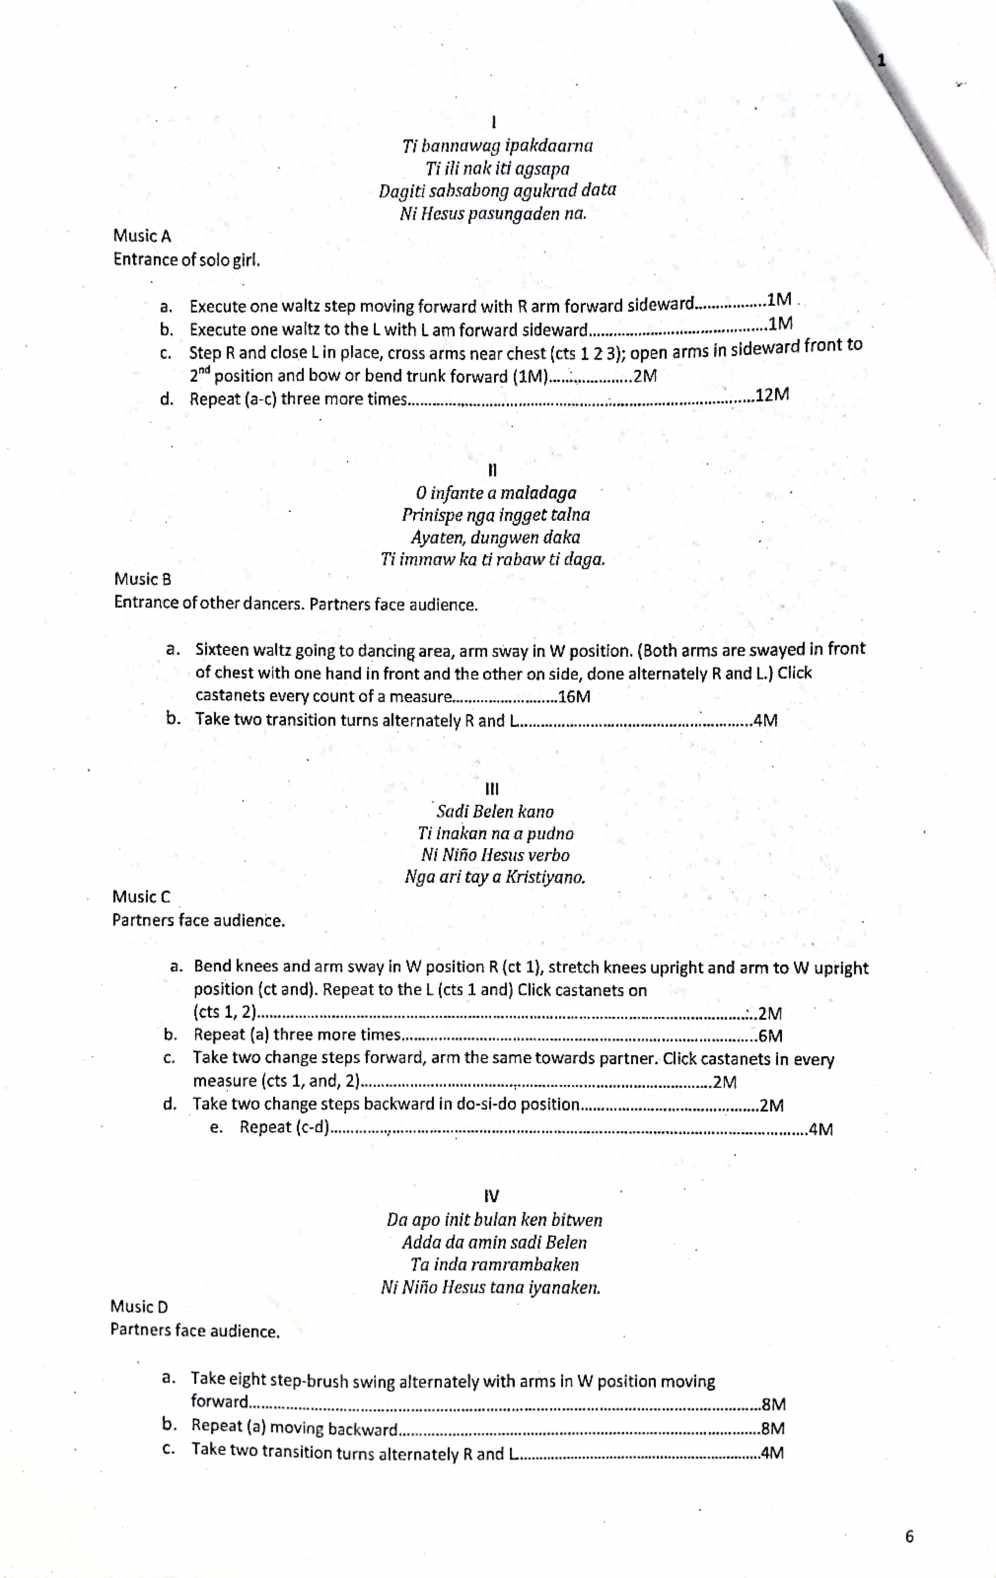 1
I
Ti bannawag ipakdaarna
Ti ili nak iti agsapa
Dagiti sabsabong agukrad data
Ni Hesus pasungaden na.
Music A
Entrance of solo girl.
a. Execute one waltz step moving forward with R arm forward sideward.................1M
b. Execute one waltz to the L with L am forward sideward...........................................1M
c. Step R and close L in place, cross arms near chest (cts 1 2 3); open arms in sideward front to
2nd position and bow or bend trunk forward (1M)....................2M
d. Repeat (a-c) three more times....................................................................................12M
II
O infante a maladaga
Prinispe nga ingget talna
Ayaten, dungwen daka
Ti immaw ka ti rabaw ti daga.
Music B
Entrance of other dancers. Partners face audience.
a. Sixteen waltz going to dancing area, arm sway in W position. (Both arms are swayed in front
of chest with one hand in front and the other on side, done alternately R and L.) Click
castanets every count of a measure..........................16M
b. Take two transition turns alternately R and L.........................................................4M
III
Sadi Belen kano
Ti inakan na a pudno
Ni Niño Hesus verbo
Nga ari tay a Kristiyano.
Music C
Partners face audience.
a. Bend knees and arm sway in W position R (ct 1), stretch knees upright and arm to W upright
position (ct and). Repeat to the L (cts 1 and) Click castanets on
(cts 1, 2)..........................................................................................................................2M
b. Repeat (a) three more times.......................................................................................6M
c. Take two change steps forward, arm the same towards partner. Click castanets in every
measure (cts 1, and, 2).....................................................................................2M
d. Take two change steps backward in do-si-do position...........................................2M
e. Repeat (c-d)....................................................................................................................4M
IV
Da apo init bulan ken bitwen
Adda da amin sadi Belen
Ta inda ramrambaken
Ni Niño Hesus tana iyanaken.
Music D
Partners face audience.
a. Take eight step-brush swing alternately with arms in W position moving
forward.............................................................................................................................8M
b. Repeat (a) moving backward........................................................................................8M
c. Take two transition turns alternately R and L...........................................................4M
6